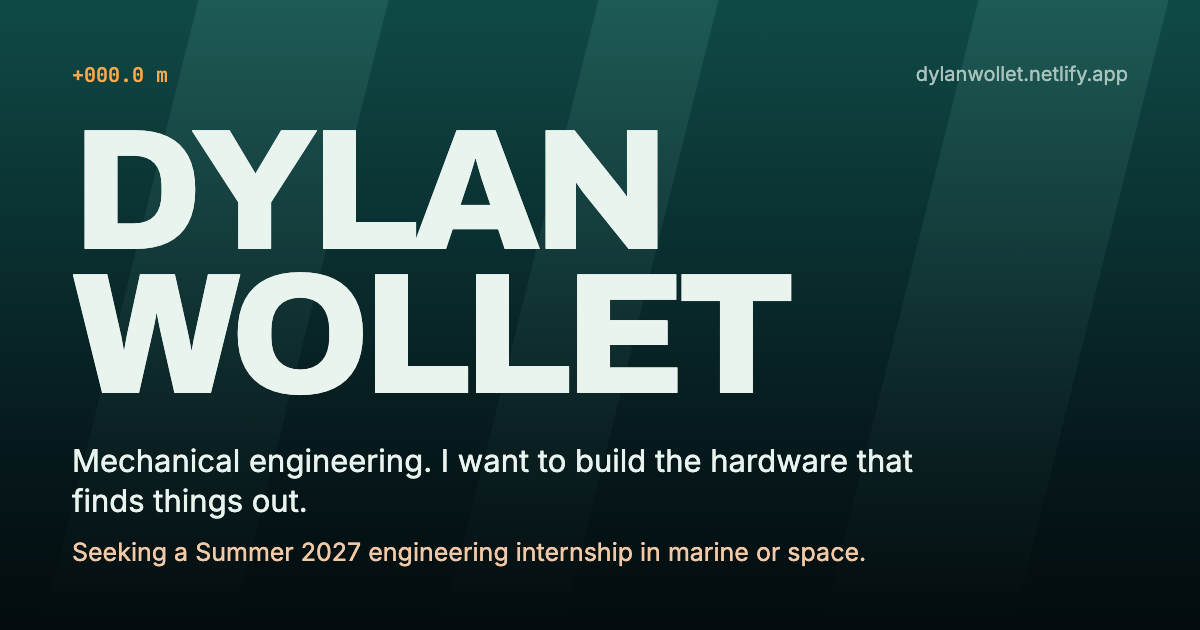 +000.0 m
dylanwollet.netlify.app
DYLAN
WOLLET
Mechanical engineering. I want to build the hardware that
finds things out.
Seeking a Summer 2027 engineering internship in marine or space.